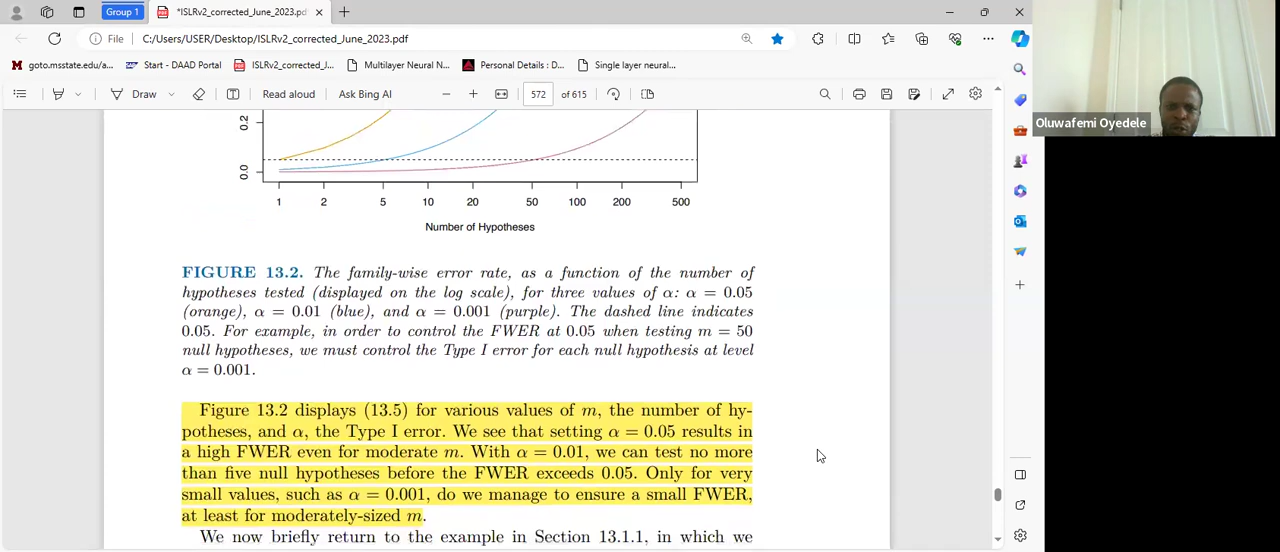 Group 1
*ISLRv2_corrected_June_2023.pd
File
C:/Users/USER/Desktop/ISLRv2_corrected_June_2023.pdf
goto.msstate.edu/a...
Start - DAAD Portal
ISLRv2_corrected_J...
Multilayer Neural N...
Personal Details : D...
Single layer neural...
Draw
Read aloud
Ask Bing AI
572
of 615
Oluwafemi Oyedele
0.2
0.0
1 2 5 10 20 50 100 200 500
Number of Hypotheses
FIGURE 13.2. The family-wise error rate, as a function of the number of
hypotheses tested (displayed on the log scale), for three values of α: α = 0.05
(orange), α = 0.01 (blue), and α = 0.001 (purple). The dashed line indicates
0.05. For example, in order to control the FWER at 0.05 when testing m = 50
null hypotheses, we must control the Type I error for each null hypothesis at level
α = 0.001.
Figure 13.2 displays (13.5) for various values of m, the number of hy-
potheses, and α, the Type I error. We see that setting α = 0.05 results in
a high FWER even for moderate m. With α = 0.01, we can test no more
than five null hypotheses before the FWER exceeds 0.05. Only for very
small values, such as α = 0.001, do we manage to ensure a small FWER,
at least for moderately-sized m.
We now briefly return to the example in Section 13.1.1, in which we